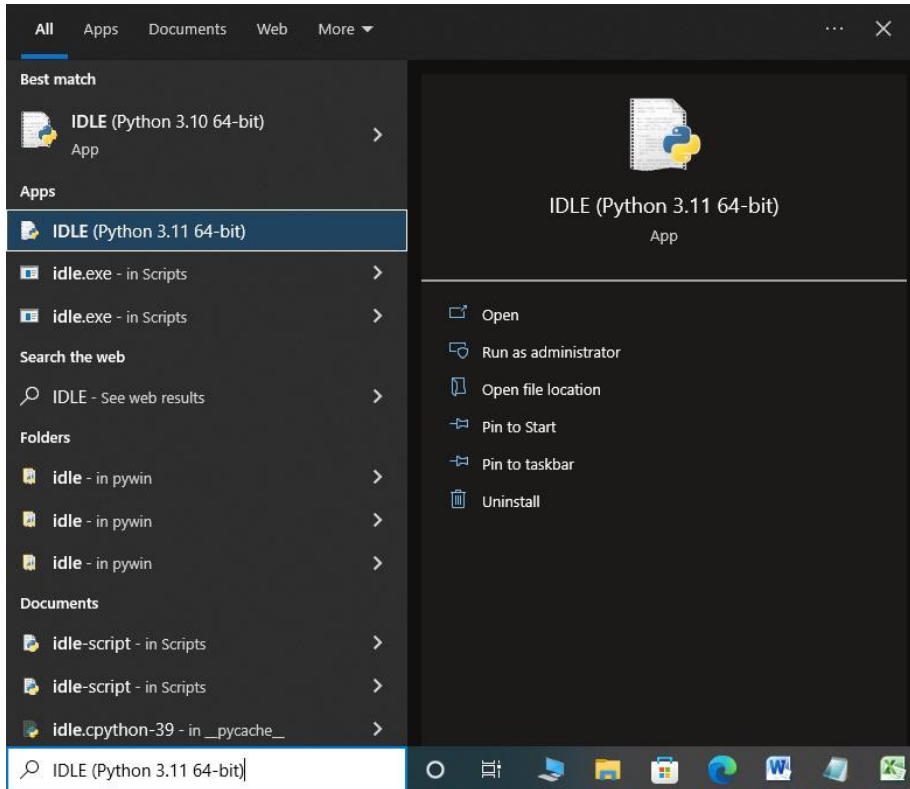 All Apps Documents Web More
Best match
IDLE (Python 3.10 64-bit)
App
Apps
IDLE (Python 3.11 64-bit)
idle.exe - in Scripts
idle.exe - in Scripts
Search the web
IDLE - See web results
Folders
idle - in pywin
idle - in pywin
idle - in pywin
Documents
idle-script - in Scripts
idle-script - in Scripts
idle.cpython-39 - in __pycache__
IDLE (Python 3.11 64-bit)
IDLE (Python 3.11 64-bit)
App
Open
Run as administrator
Open file location
Pin to Start
Pin to taskbar
Uninstall